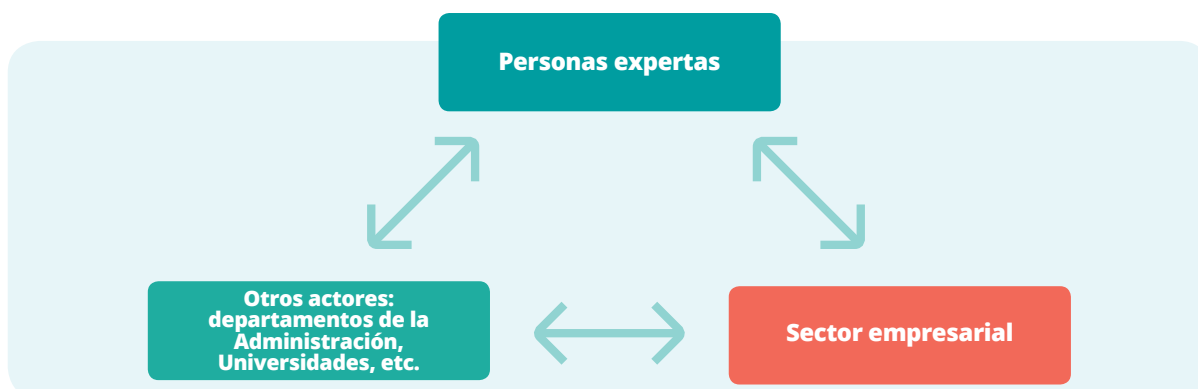 Personas expertas
Otros actores:
departamentos de la
Administración,
Universidades, etc.
Sector empresarial